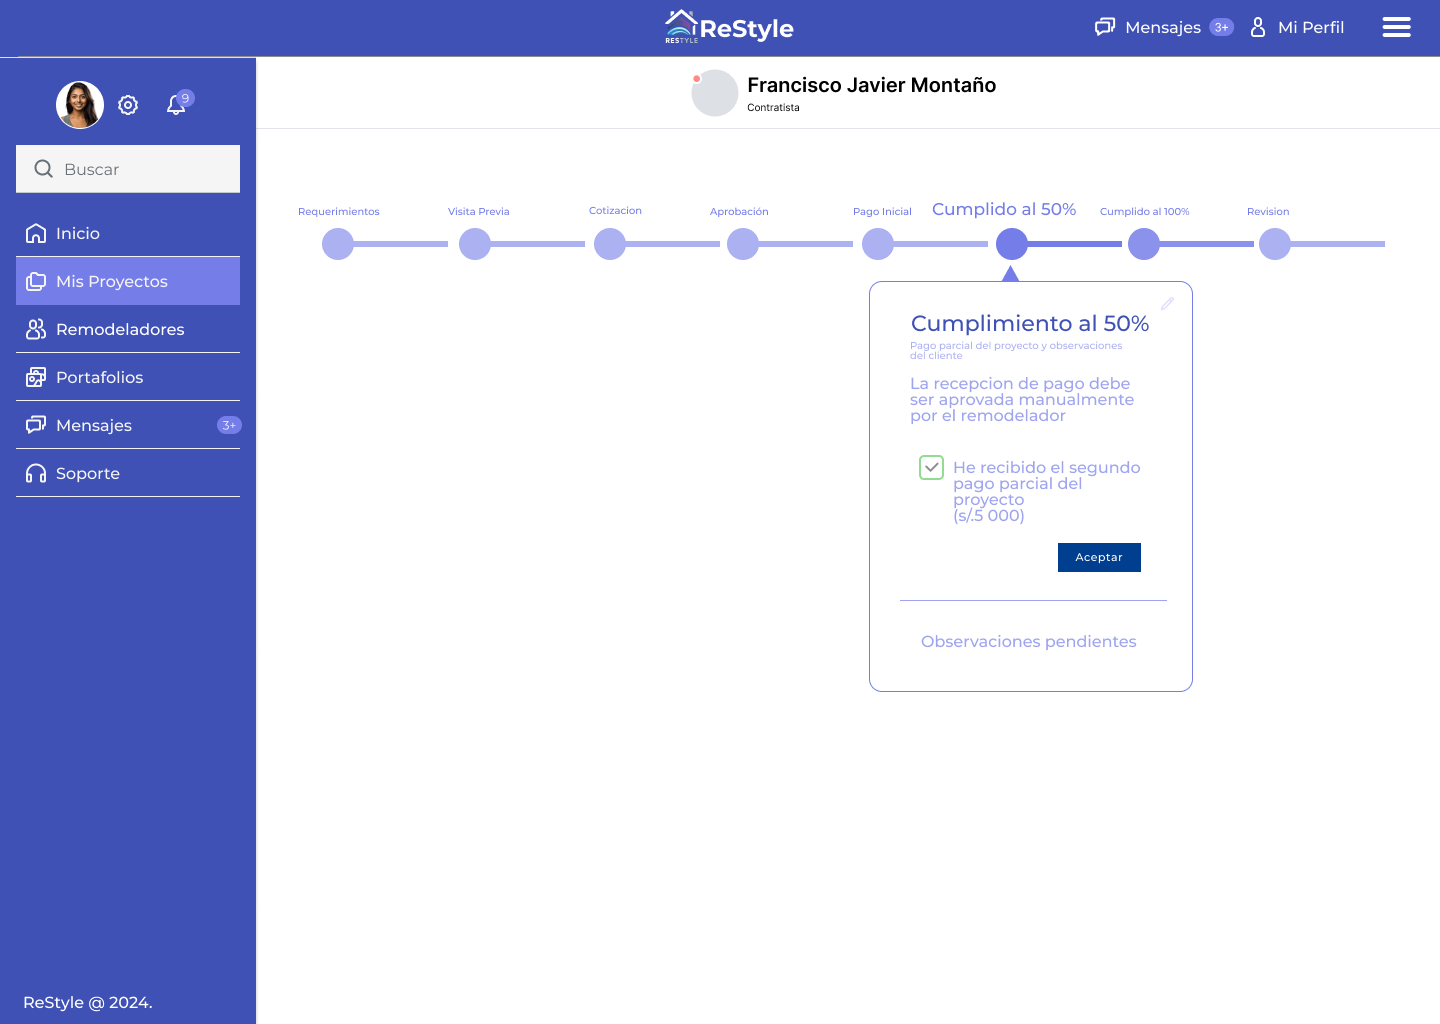 RESTYLE
ReStyle
Mensajes 3+
Mi Perfil
9
Buscar
Inicio
Mis Proyectos
Remodeladores
Portafolios
Mensajes 3+
Soporte
ReStyle @ 2024.
Francisco Javier Montaño
Contratista
Requerimientos
Visita Previa
Cotizacion
Aprobación
Pago Inicial
Cumplido al 50%
Cumplido al 100%
Revision
Cumplimiento al 50%
Pago parcial del proyecto y observaciones
del cliente
La recepcion de pago debe
ser aprovada manualmente
por el remodelador
He recibido el segundo
pago parcial del
proyecto
(s/.5 000)
Aceptar
Observaciones pendientes